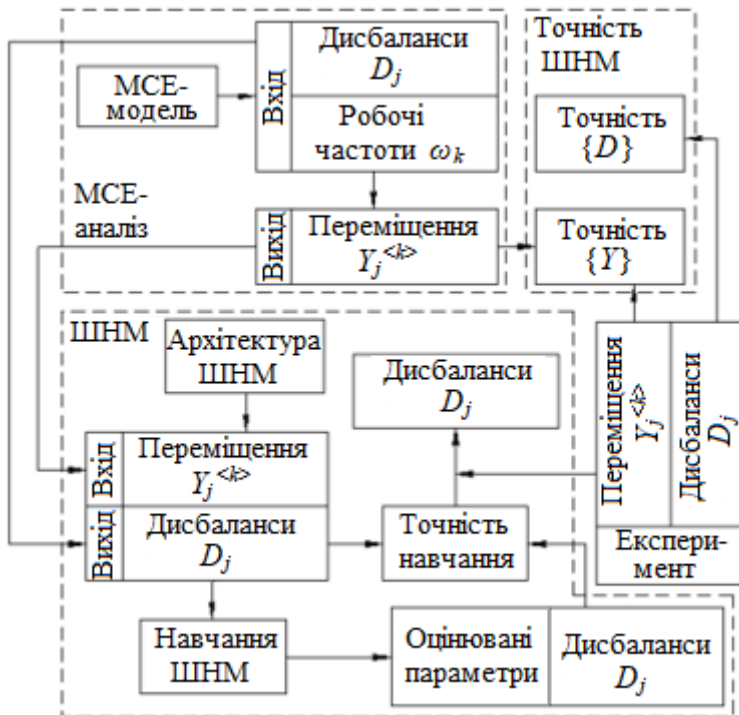 МСЕ-
модель
Вхід
Дисбаланси
D_j
Робочі
частоти ω_k
МСЕ-
аналіз
Вихід
Переміщення
Y_j^<k>
Точність
ШНМ
Точність
{D}
Точність
{Y}
ШНМ
Архітектура
ШНМ
Вхід
Переміщення
Y_j^<k>
Вихід
Дисбаланси
D_j
Навчання
ШНМ
Дисбаланси
D_j
Точність
навчання
Оцінювані
параметри
Дисбаланси
D_j
Переміщення
Y_j^<k>
Дисбаланси
D_j
Експери-
мент